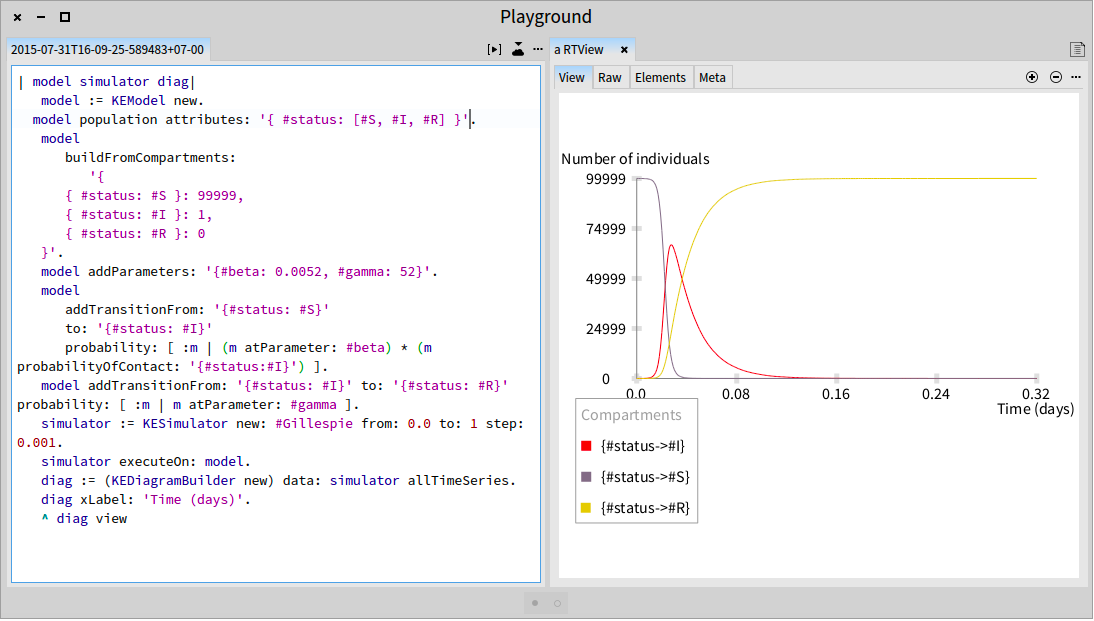 Playground
2015-07-31T16-09-25-589483+07-00
| model simulator diag|
model := KEModel new.
model population attributes: '{ #status: [#S, #I, #R] }'.
model
buildFromCompartments:
'{
{ #status: #S }: 99999,
{ #status: #I }: 1,
{ #status: #R }: 0
}'.
model addParameters: '{#beta: 0.0052, #gamma: 52}'.
model
addTransitionFrom: '{#status: #S}'
to: '{#status: #I}'
probability: [ :m | (m atParameter: #beta) * (m
probabilityOfContact: '{#status:#I}') ].
model addTransitionFrom: '{#status: #I}' to: '{#status: #R}'
probability: [ :m | m atParameter: #gamma ].
simulator := KESimulator new: #Gillespie from: 0.0 to: 1 step:
0.001.
simulator executeOn: model.
diag := (KEDiagramBuilder new) data: simulator allTimeSeries.
diag xLabel: 'Time (days)'.
^ diag view
a RTView
View Raw Elements Meta
Number of individuals
99999
74999
49999
24999
0
0.0 0.08 0.16 0.24 0.32
Time (days)
Compartments
{#status->#I}
{#status->#S}
{#status->#R}